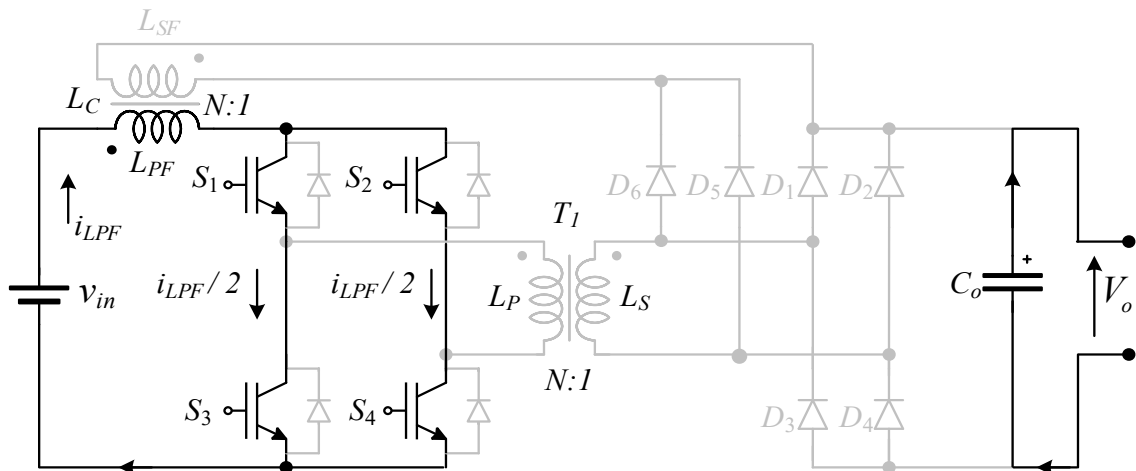 L_SF
L_C
N:1
L_PF
i_LPF
v_in
S_1
S_2
i_LPF / 2
i_LPF / 2
S_3
S_4
T_1
L_P
L_S
N:1
D_6
D_5
D_1
D_2
D_3
D_4
C_o
+
V_o